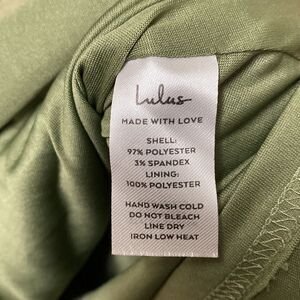 Lulus
MADE WITH LOVE
SHELL:
97% POLYESTER
3% SPANDEX
LINING:
100% POLYESTER
HAND WASH COLD
DO NOT BLEACH
LINE DRY
IRON LOW HEAT